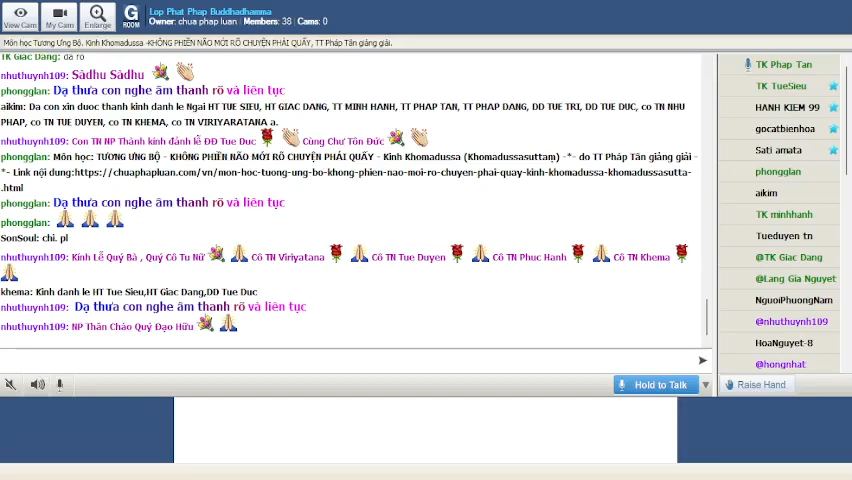 Lop Phat Phap Buddhadhamma
Owner: chua phap luan | Members: 38 | Cams: 0
View Cam
My Cam
Enlarge
G
ROOM
Môn học Tương Ưng Bộ. Kinh Khomadussa -KHÔNG PHIỀN NÃO MỚI RÕ CHUYỆN PHẢI QUẤY, TT Pháp Tân giảng giải.
TK Giac Dang: da ro
nhuthuynh109: Sādhu Sādhu
phongglan: Dạ thưa con nghe âm thanh rõ và liên tục
aikim: Da con xin duoc thanh kinh danh le Ngai HT TUE SIEU, HT GIAC DANG, TT MINH HANH, TT PHAP TAN, TT PHAP DANG, DD TUE TRI, DD TUE DUC, co TN NHU
PHAP, co TN TUE DUYEN, co TN KHEMA, co TN VIRIYARATANA a.
nhuthuynh109: Con TN NP Thành kính đảnh lễ ĐĐ Tue Duc Cùng Chư Tôn Đức
phongglan: Môn học: TƯƠNG ƯNG BỘ - KHÔNG PHIỀN NÃO MỚI RÕ CHUYỆN PHẢI QUẤY - Kinh Khomadussa (Khomadussasuttam) -*- do TT Pháp Tân giảng giải -
*- Link nội dung:https://chuaphapluan.com/vn/mon-hoc-tuong-ung-bo-khong-phien-nao-moi-ro-chuyen-phai-quay-kinh-khomadussa-khomadussasutta-
.html
phongglan: Dạ thưa con nghe âm thanh rõ và liên tục
phongglan:
SonSoul: chi. pl
nhuthuynh109: Kính Lễ Quý Bà , Quý Cô Tu Nữ Cô TN Viriyatana Cô TN Tue Duyen Cô TN Phuc Hanh Cô TN Khema
khema: Kinh danh le HT Tue Sieu,HT Giac Dang,DD Tue Duc
nhuthuynh109: Dạ thưa con nghe âm thanh rõ và liên tục
nhuthuynh109: NP Thân Chào Quý Đạo Hữu
Hold to Talk
TK Phap Tan
TK TueSieu
HANH KIEM 99
gocatbienhoa
Sati amata
phongglan
aikim
TK minhhanh
Tueduyen tn
@TK Giac Dang
@Lang Gia Nguyet
NguoiPhuongNam
@nhuthuynh109
HoaNguyet-8
@hongnhat
Raise Hand